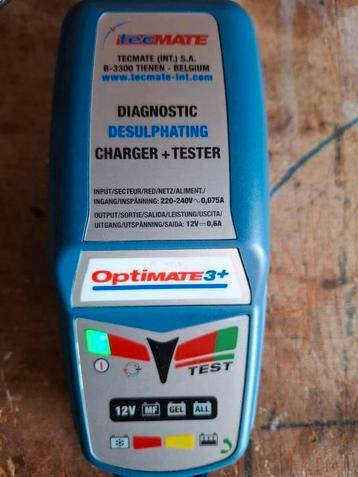 tecMATE
TECMATE (INT.) S.A.
B-3300 TIENEN - BELGIUM
www.tecmate-int.com
DIAGNOSTIC
DESULPHATING
CHARGER + TESTER
INPUT/SECTEUR/RED/NETZ/ALIMENT./
INGANG/INSPÄNNING: 220-240V~0,075A
OUTPUT/SORTIE/SALIDA/LEISTUNG/USCITA/
UITGANG/UTSPÄNNING/SAIDA: 12V⎓0,6A
OptiMATE3+
TEST
12V MF GEL ALL